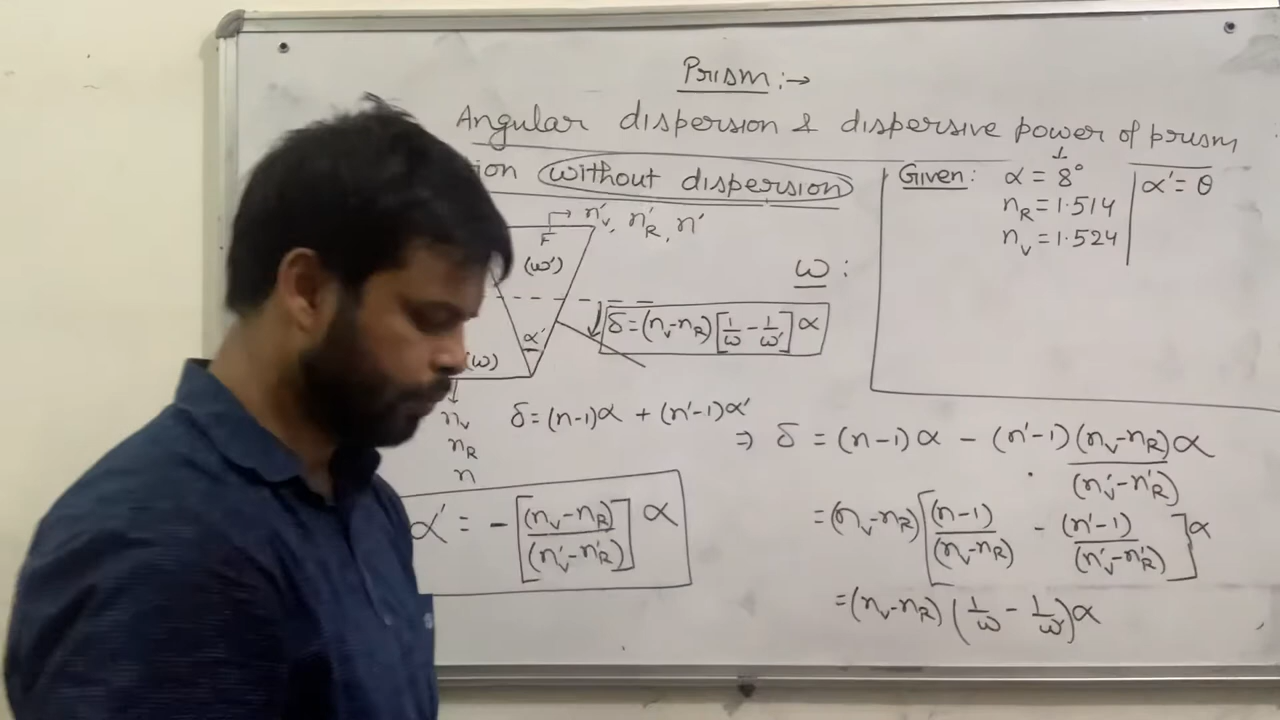 Prism :→
Angular dispersion & dispersive power of prism
ion without dispersion
n'v, n'R, n'
F
(ω')
α'
(ω)
nv
nR
n
ω :
δ = (nv-nR) [1/ω - 1/ω'] α
δ = (n-1)α + (n'-1)α'
α' = - [(nv-nR)/(n'v-n'R)] α
Given: α = 8°
nR = 1.514
nv = 1.524
α' = θ
⇒ δ = (n-1)α - (n'-1)(nv-nR)α/(n'v-n'R)
= (nv-nR) [(n-1)/(nv-nR) - (n'-1)/(n'v-n'R)] α
= (nv-nR) (1/ω - 1/ω') α